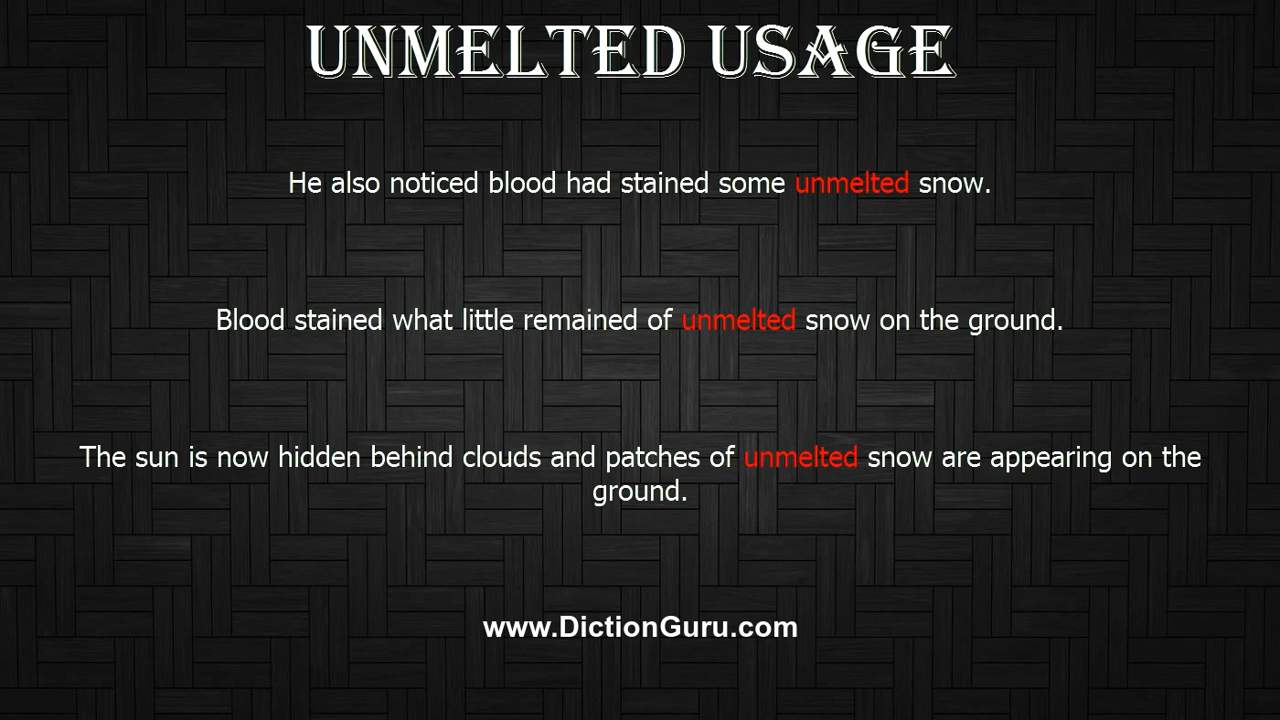 UNMELTED USAGE
He also noticed blood had stained some unmelted snow.
Blood stained what little remained of unmelted snow on the ground.
The sun is now hidden behind clouds and patches of unmelted snow are appearing on the
ground.
www.DictionGuru.com